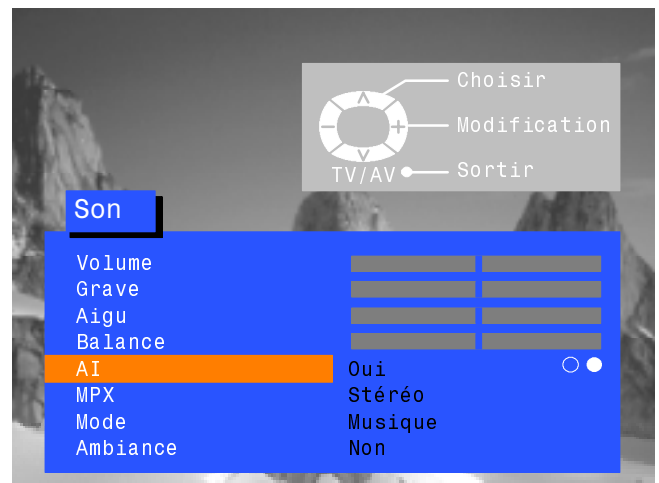 Choisir
Modification
TV/AV Sortir
Son
Volume
Grave
Aigu
Balance
AI Oui
MPX Stéréo
Mode Musique
Ambiance Non